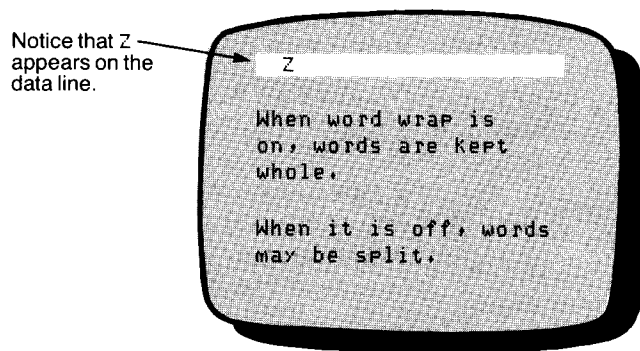 Notice that Z
appears on the
data line.
Z
When word wrap is
on, words are kept
whole.
When it is off, words
may be split.